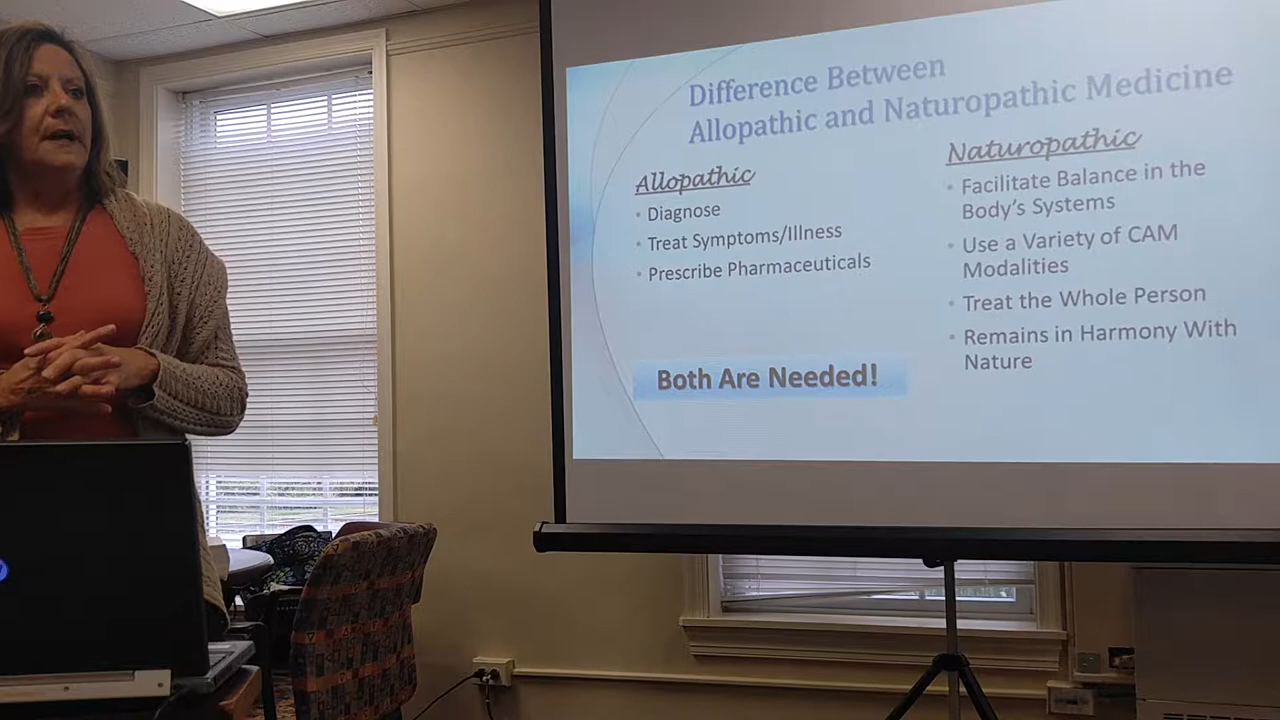 Difference Between
Allopathic and Naturopathic Medicine
Allopathic
• Diagnose
• Treat Symptoms/Illness
• Prescribe Pharmaceuticals
Both Are Needed!
Naturopathic
• Facilitate Balance in the
Body's Systems
• Use a Variety of CAM
Modalities
• Treat the Whole Person
• Remains in Harmony With
Nature